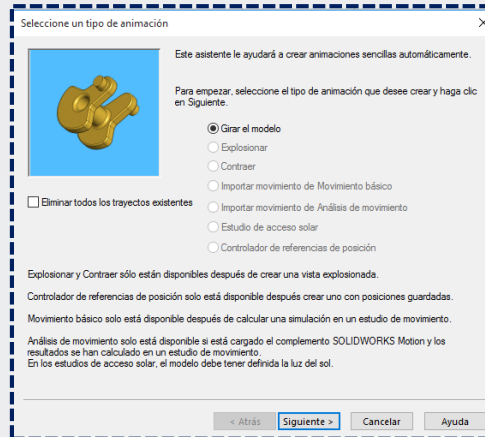 Seleccione un tipo de animación
Este asistente le ayudará a crear animaciones sencillas automáticamente.
Para empezar, seleccione el tipo de animación que desee crear y haga clic
en Siguiente.
Girar el modelo
Explosionar
Contraer
Importar movimiento de Movimiento básico
Eliminar todos los trayectos existentes
Importar movimiento de Análisis de movimiento
Estudio de acceso solar
Controlador de referencias de posición
Explosionar y Contraer sólo están disponibles después de crear una vista explosionada.
Controlador de referencias de posición solo está disponible después crear uno con posiciones guardadas.
Movimiento básico solo está disponible después de calcular una simulación en un estudio de movimiento.
Análisis de movimiento solo está disponible si está cargado el complemento SOLIDWORKS Motion y los
resultados se han calculado en un estudio de movimiento.
En los estudios de acceso solar, el modelo debe tener definida la luz del sol.
< Atrás Siguiente > Cancelar Ayuda